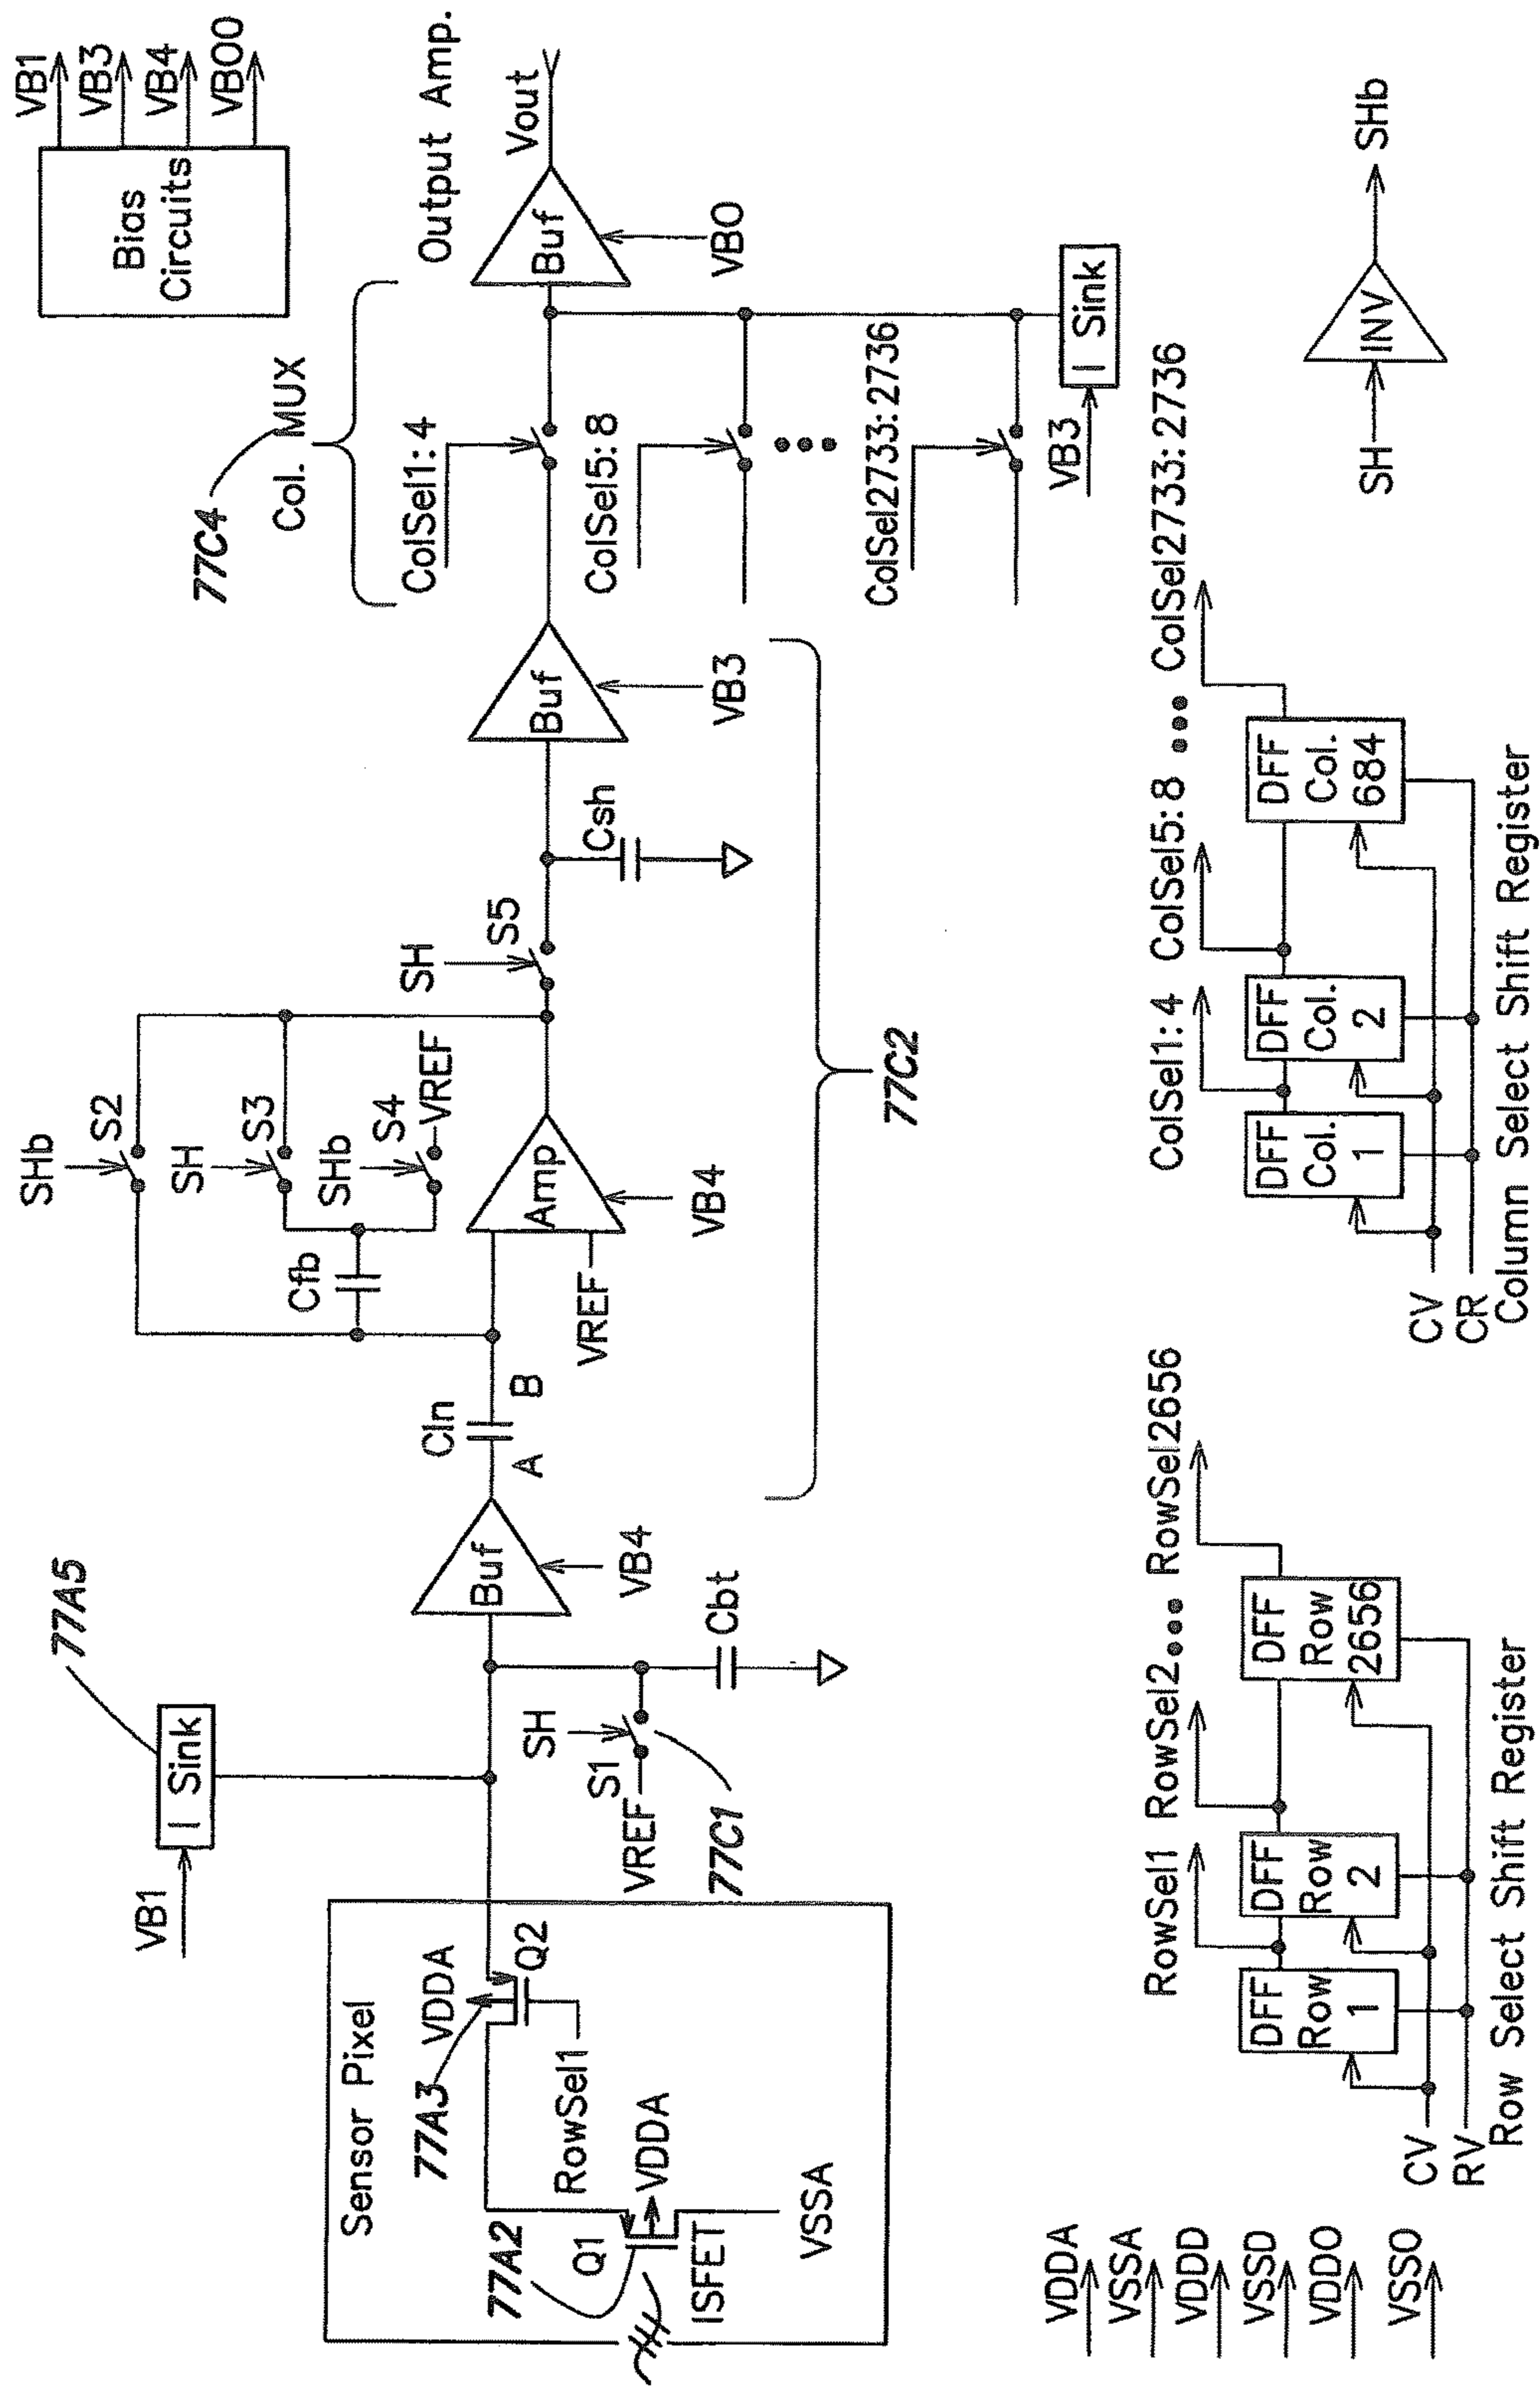 VB1
VB3
VB4
VB00
Bias
Circuits
Output Amp.
Vout
Buf
VB0
77C4
Col. MUX
ColSel1:4
ColSel5:8
ColSel2733:2736
VB3
I Sink
77A5
VB1
I Sink
Sensor Pixel
77A3
VDDA
Q2
RowSel1
77A2
Q1
VDDA
ISFET
VSSA
SH
S1
VREF
77C1
Cbt
Buf
VB4
CIn
A
B
SHb
S2
SH
S3
SHb
S4
VREF
Cfb
Amp
VREF
VB4
SH
S5
Csh
Buf
VB3
77C2
VDDA
VSSA
VDDD
VSSD
VDDO
VSSO
RowSel1
RowSel2
RowSel2656
DFF
Row
1
DFF
Row
2
DFF
Row
2656
CV
RV
Row Select Shift Register
ColSel1:4
ColSel5:8
ColSel2733:2736
DFF
Col.
1
DFF
Col.
2
DFF
Col.
684
CV
CR
Column Select Shift Register
SH
INV
SHb